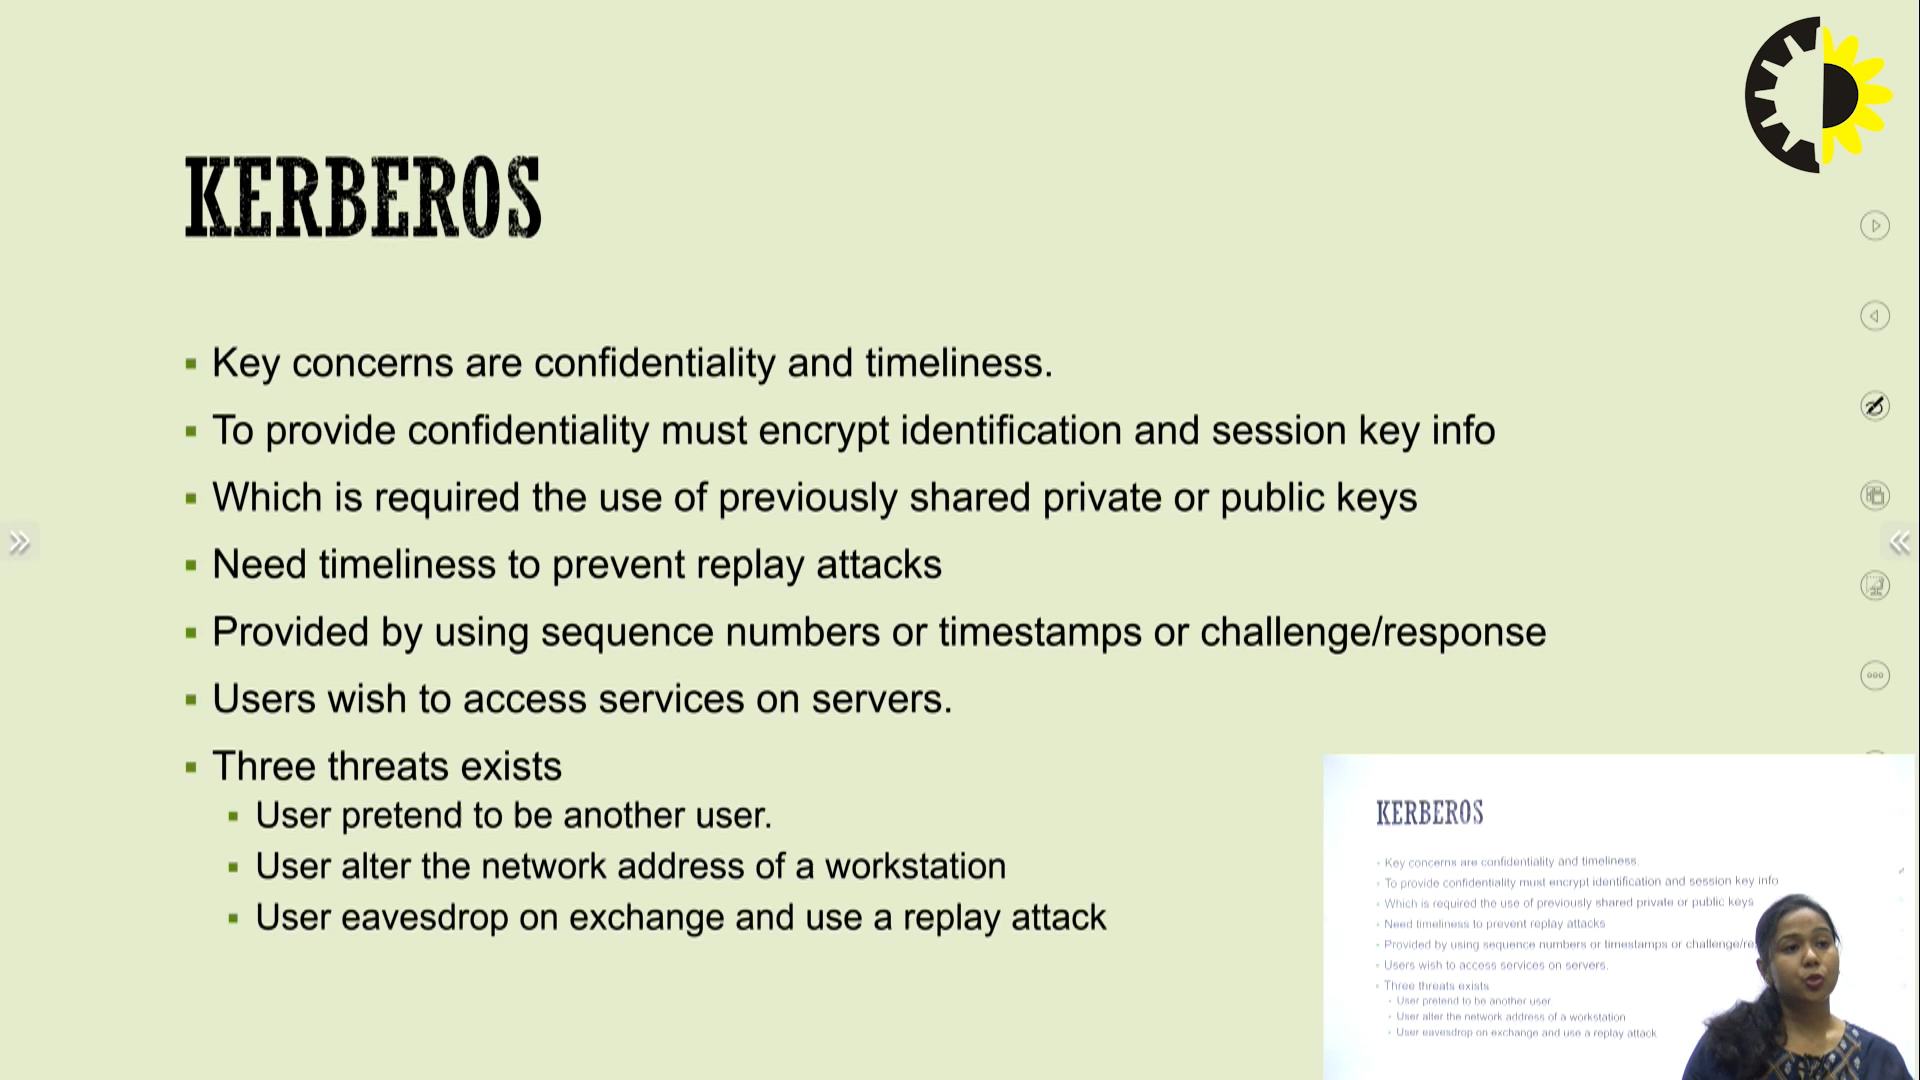 KERBEROS
Key concerns are confidentiality and timeliness.
To provide confidentiality must encrypt identification and session key info
Which is required the use of previously shared private or public keys
Need timeliness to prevent replay attacks
Provided by using sequence numbers or timestamps or challenge/response
Users wish to access services on servers.
Three threats exists
User pretend to be another user.
User alter the network address of a workstation
User eavesdrop on exchange and use a replay attack
KERBEROS
Key concerns are confidentiality and timeliness.
To provide confidentiality must encrypt identification and session key info
Which is required the use of previously shared private or public keys
Need timeliness to prevent replay attacks
Provided by using sequence numbers or timestamps or challenge/re
Users wish to access services on servers.
Three threats exists
User pretend to be another user
User alter the network address of a workstation
User eavesdrop on exchange and use a replay attack